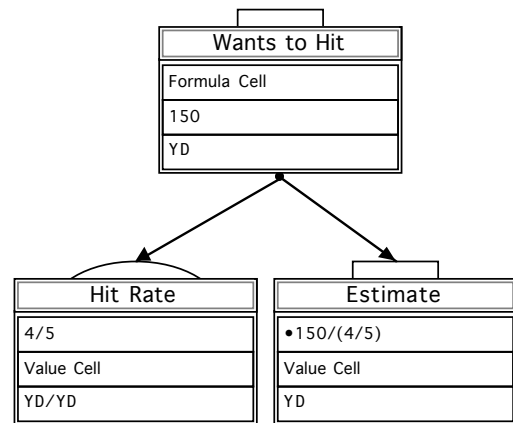 Wants to Hit
Formula Cell
150
YD
Hit Rate
4/5
Value Cell
YD/YD
Estimate
•150/(4/5)
Value Cell
YD